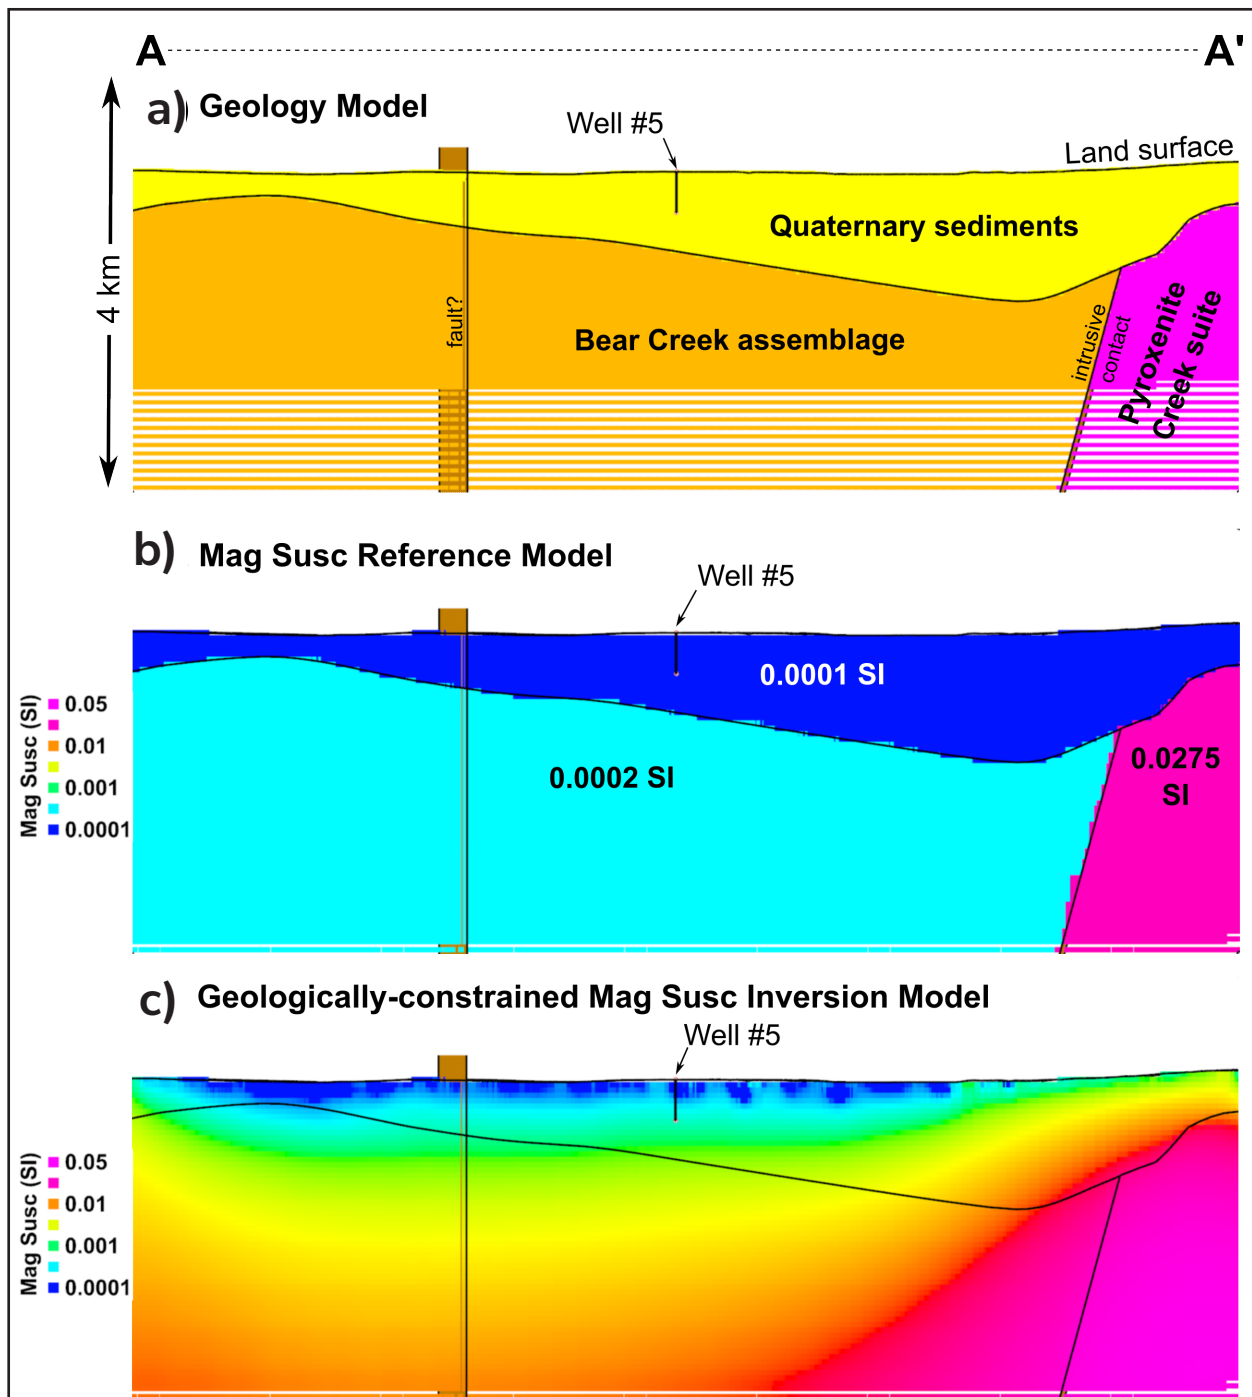 A
A'
a) Geology Model
Well #5
Land surface
Quaternary sediments
4 km
fault?
Bear Creek assemblage
intrusive
contact
Pyroxenite
Creek suite
b) Mag Susc Reference Model
Well #5
0.0001 SI
Mag Susc (SI)
0.05
0.01
0.001
0.0001
0.0002 SI
0.0275
SI
c) Geologically-constrained Mag Susc Inversion Model
Well #5
Mag Susc (SI)
0.05
0.01
0.001
0.0001